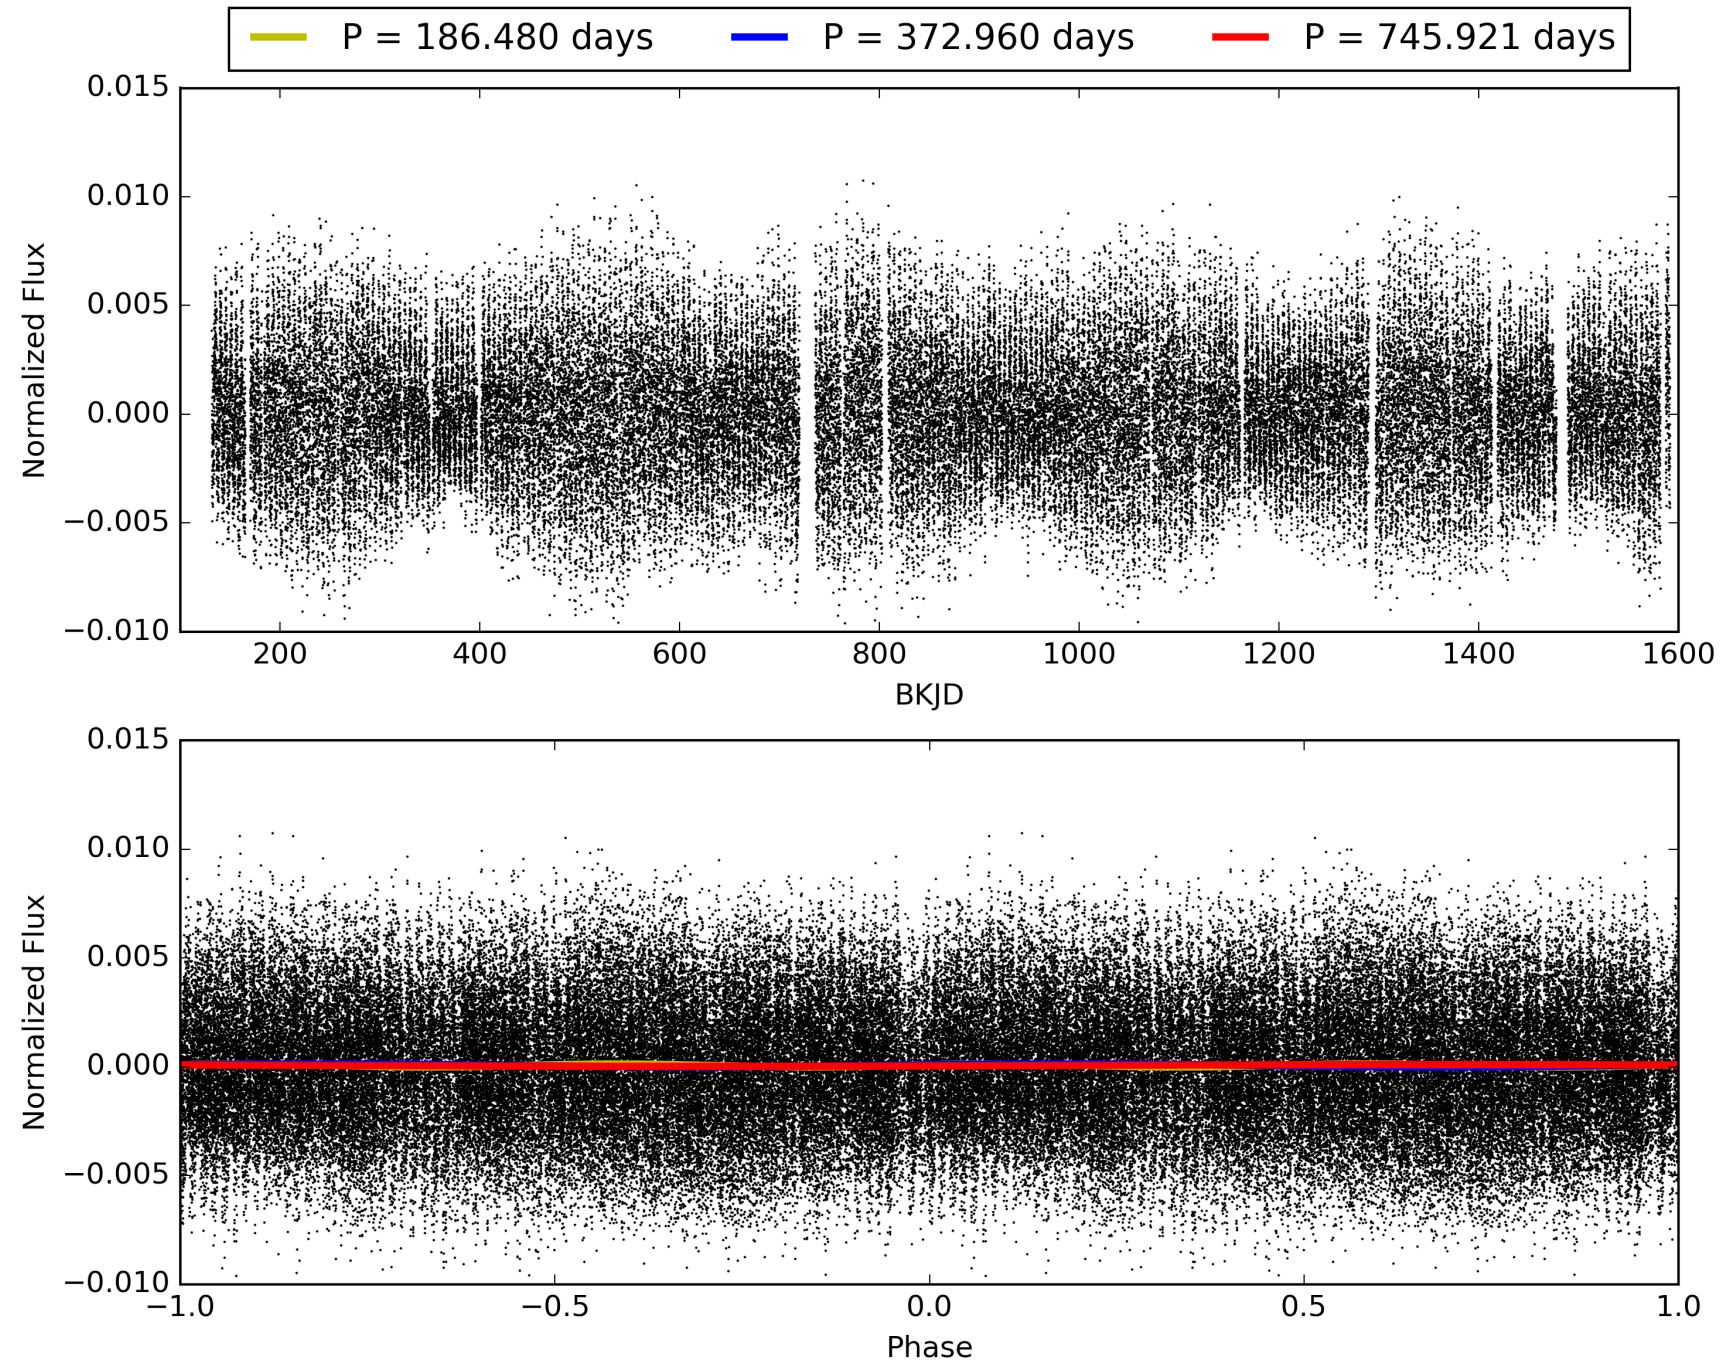 P = 186.480 days P = 372.960 days P = 745.921 days
0.015
0.010
0.005
0.000
−0.005
−0.010
Normalized Flux
200 400 600 800 1000 1200 1400 1600
BKJD
0.015
0.010
0.005
0.000
−0.005
−0.010
Normalized Flux
−1.0 −0.5 0.0 0.5 1.0
Phase